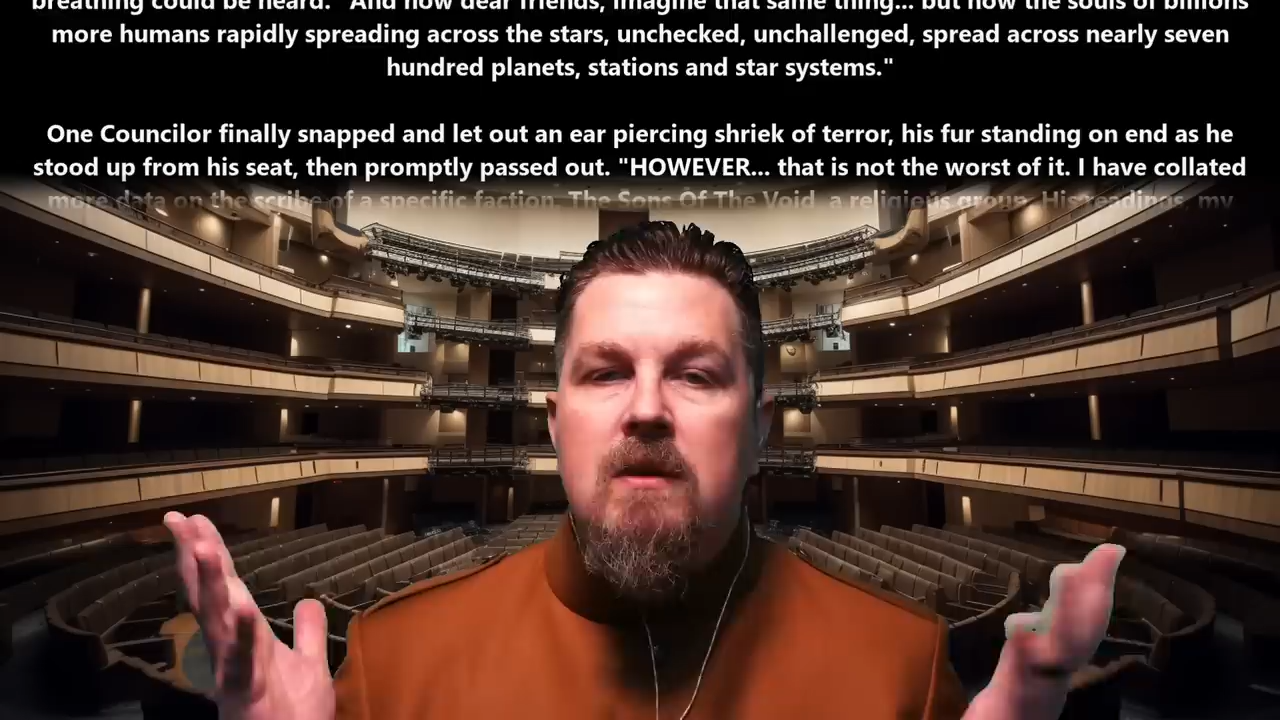 breathing could be heard. "And now dear friends, imagine that same thing... but now the souls of billions
more humans rapidly spreading across the stars, unchecked, unchallenged, spread across nearly seven
hundred planets, stations and star systems."
One Councilor finally snapped and let out an ear piercing shriek of terror, his fur standing on end as he
stood up from his seat, then promptly passed out. "HOWEVER... that is not the worst of it. I have collated
more data on the scribe of a specific faction, The Sons Of The Void, a religious group. His readings, my